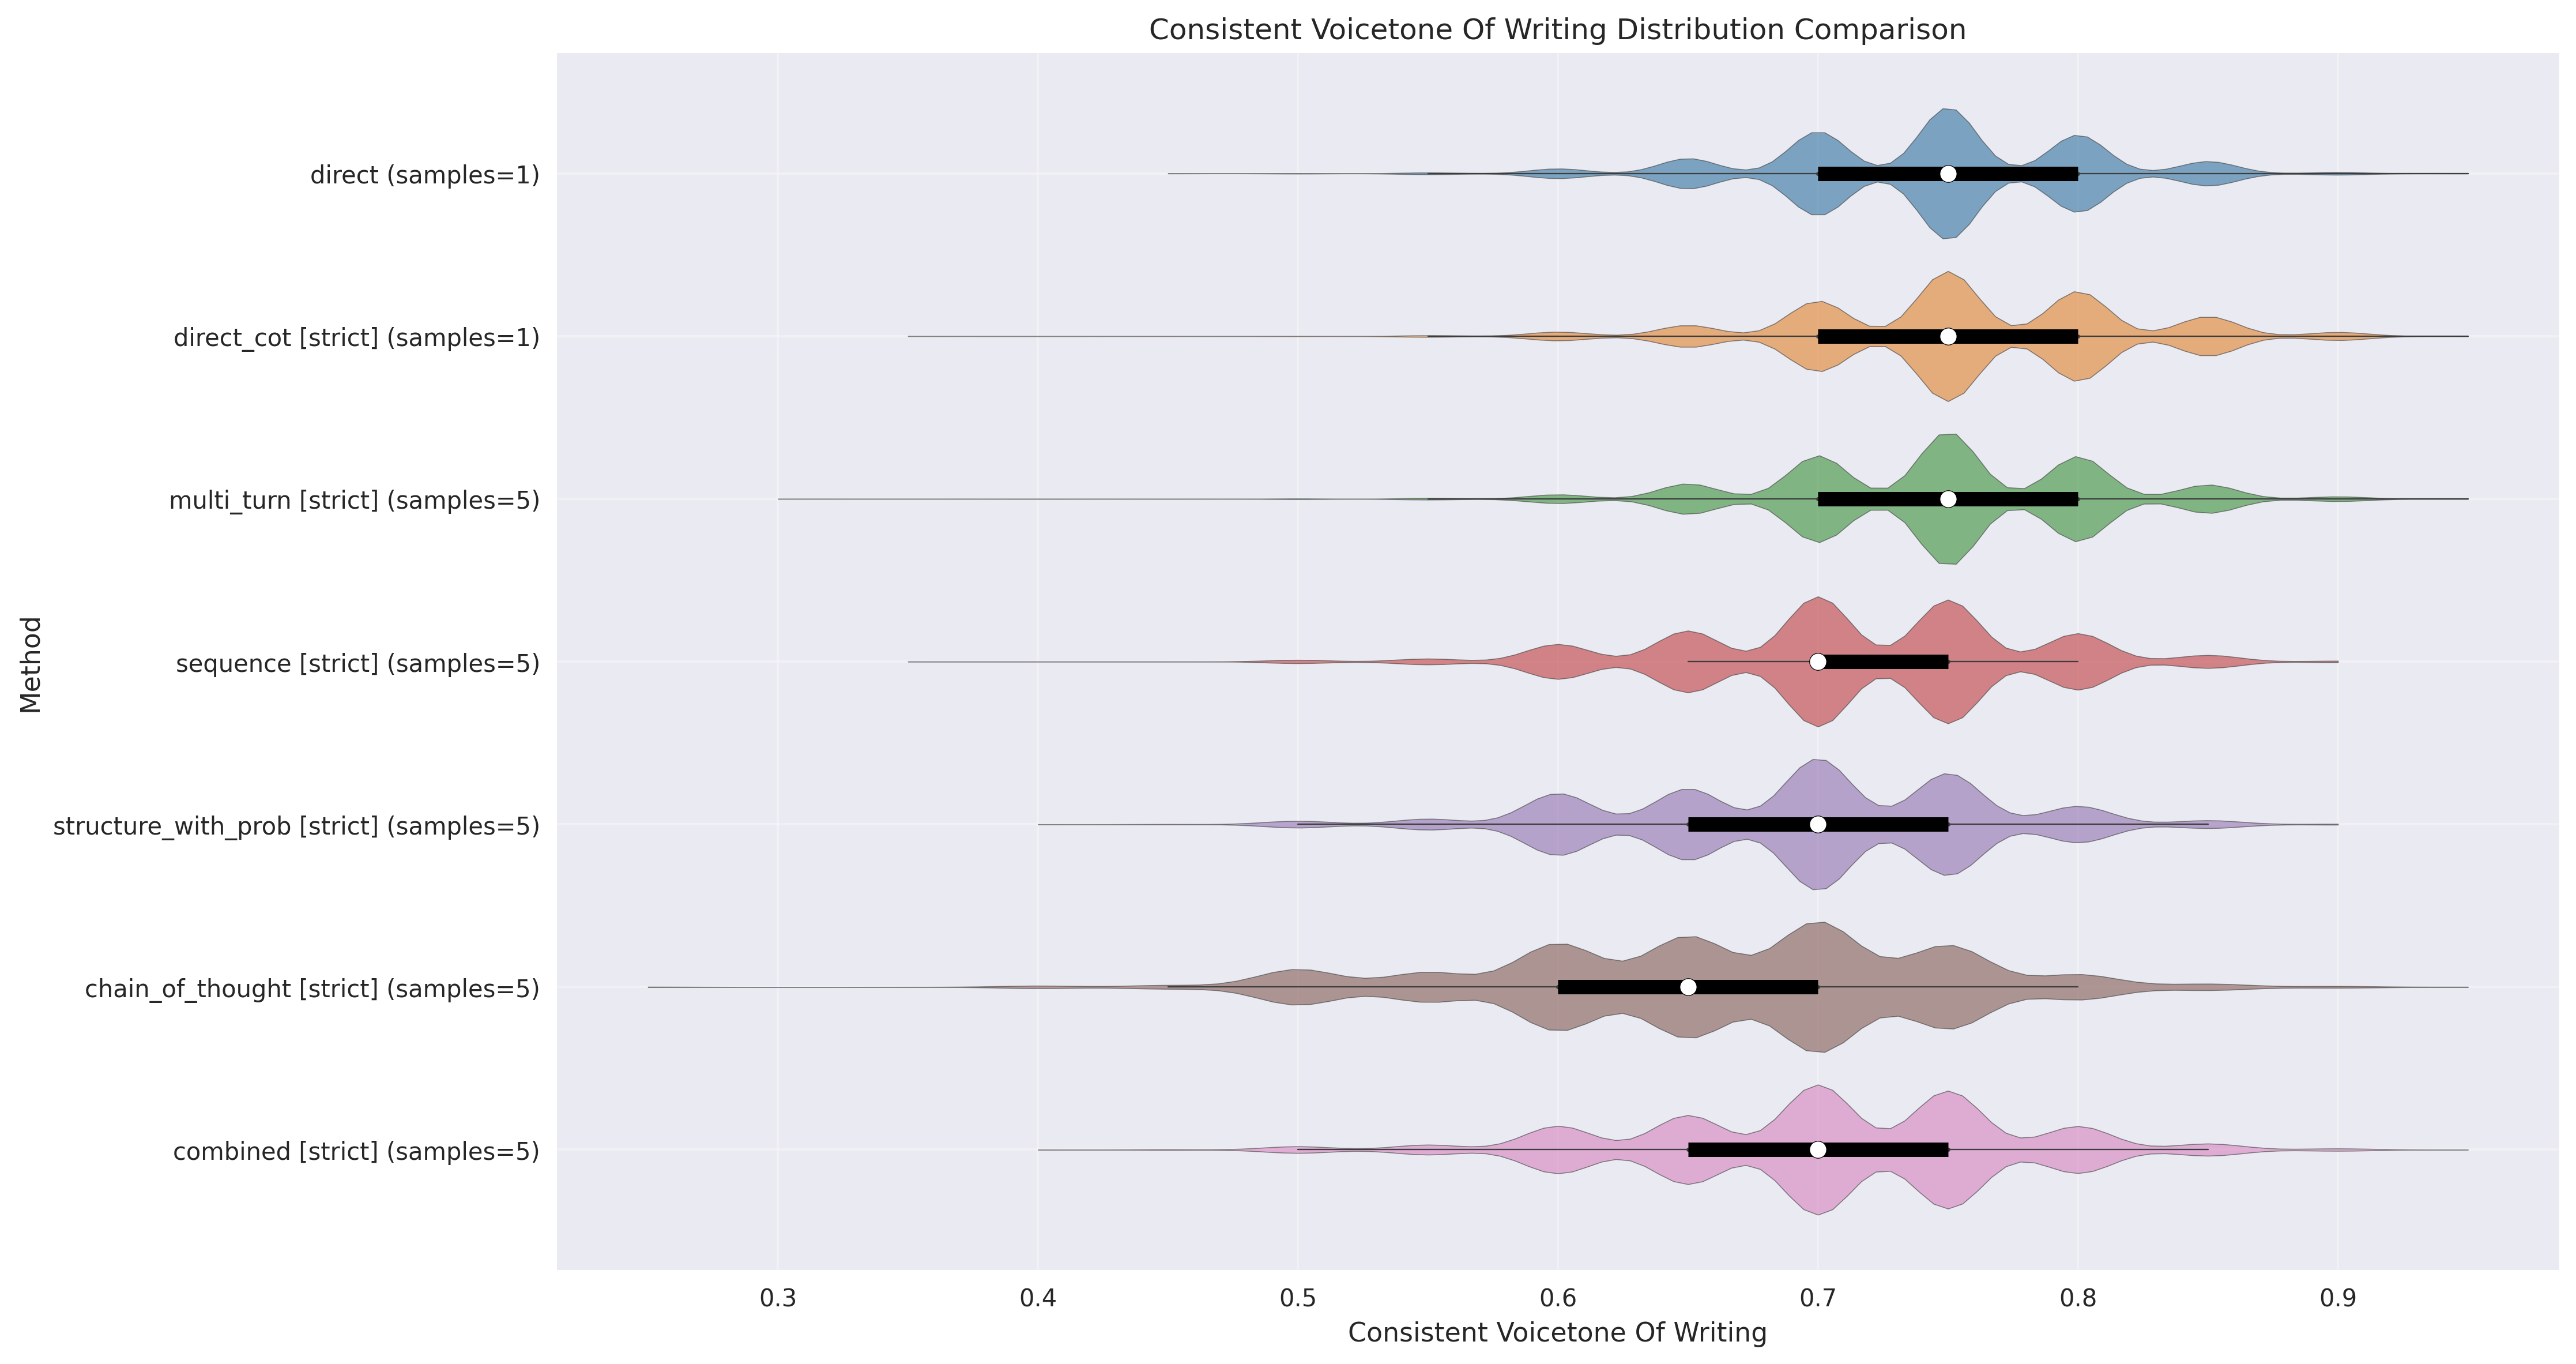 Consistent Voicetone Of Writing Distribution Comparison
Method
direct (samples=1)
direct_cot [strict] (samples=1)
multi_turn [strict] (samples=5)
sequence [strict] (samples=5)
structure_with_prob [strict] (samples=5)
chain_of_thought [strict] (samples=5)
combined [strict] (samples=5)
0.3 0.4 0.5 0.6 0.7 0.8 0.9
Consistent Voicetone Of Writing